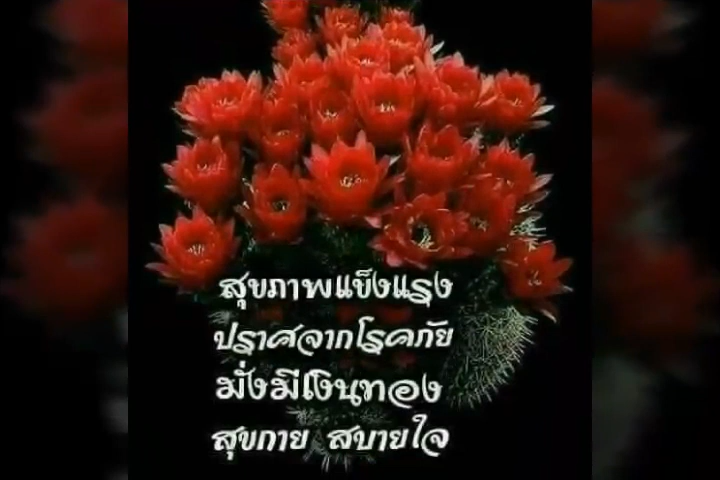 สุขภาพแข็งแรง
ปราศจากโรคภัย
มั่งมีเงินทอง
สุขกาย สบายใจ